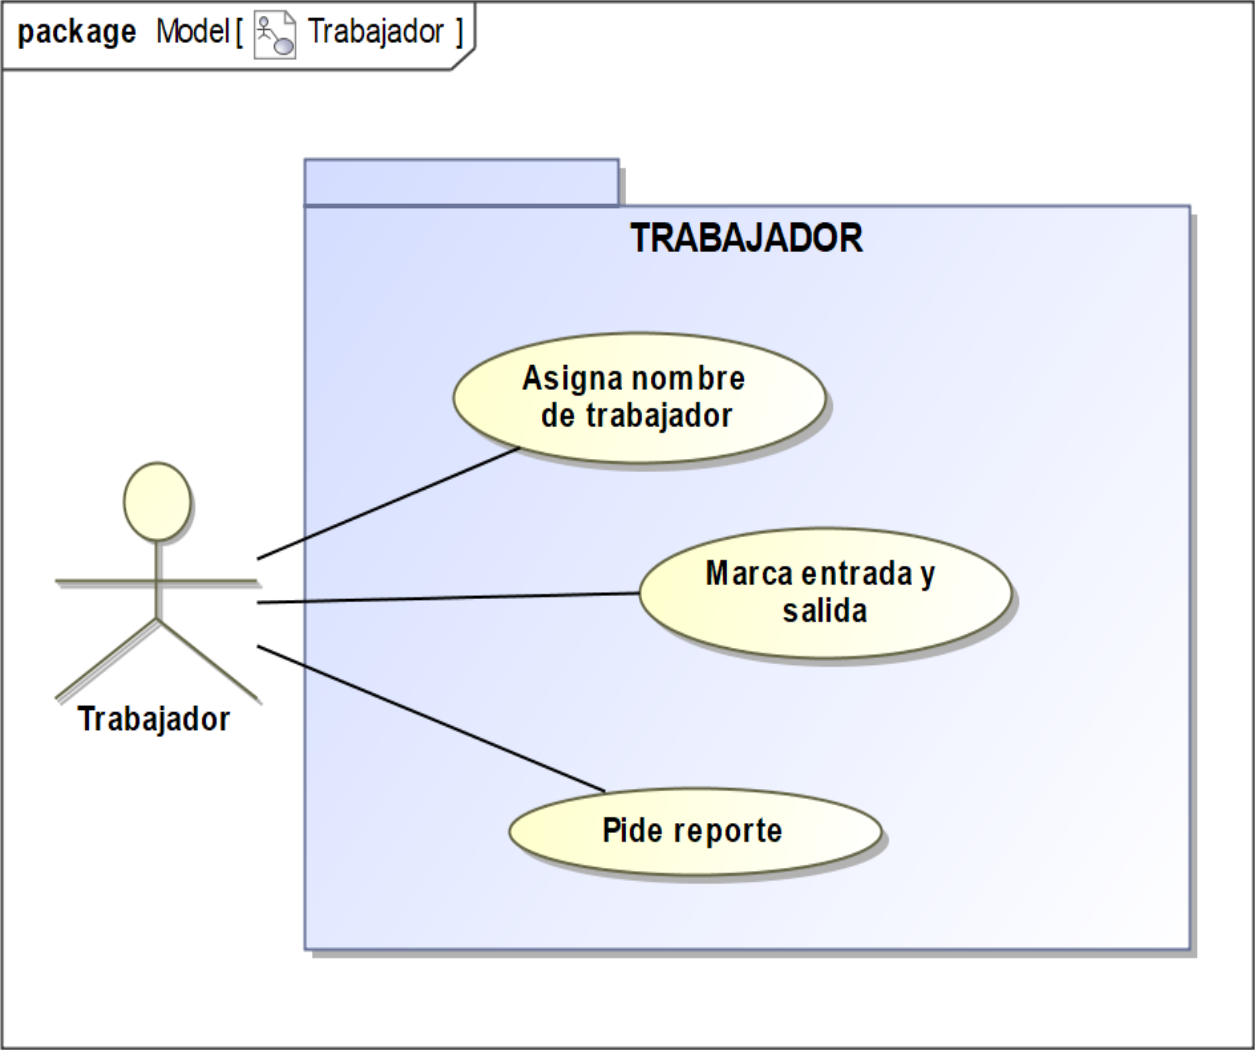 package Model [ Trabajador ]
TRABAJADOR
Asigna nombre
de trabajador
Marca entrada y
salida
Trabajador
Pide reporte